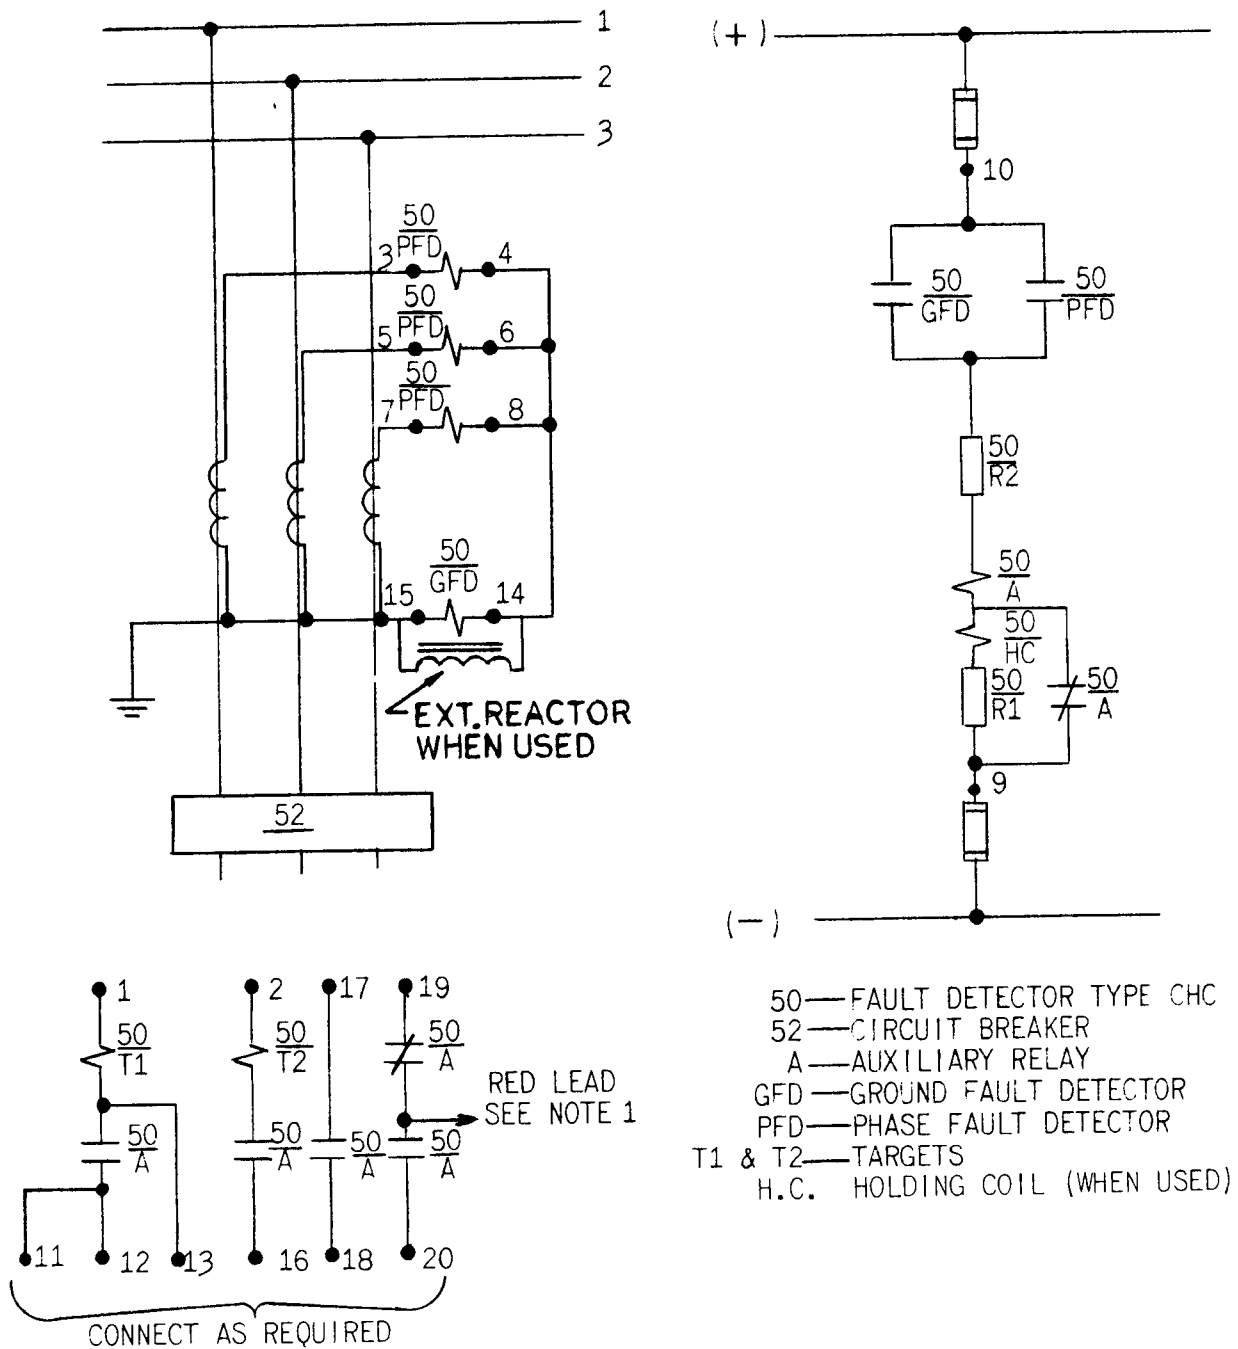 1
2
3
50
PFD
3
4
50
PFD
5
6
50
PFD
7
8
50
GFD
15
14
EXT. REACTOR
WHEN USED
52
(+)
10
50
GFD
50
PFD
50
R2
50
A
50
HC
50
R1
50
A
9
(—)
1
50
T1
50
A
11
12
13
2
50
T2
50
A
16
17
50
A
18
19
50
A
RED LEAD
SEE NOTE 1
50
A
20
CONNECT AS REQUIRED
50—FAULT DETECTOR TYPE CHC
52—CIRCUIT BREAKER
A—AUXILIARY RELAY
GFD—GROUND FAULT DETECTOR
PFD—PHASE FAULT DETECTOR
T1 & T2—TARGETS
H.C. HOLDING COIL (WHEN USED)